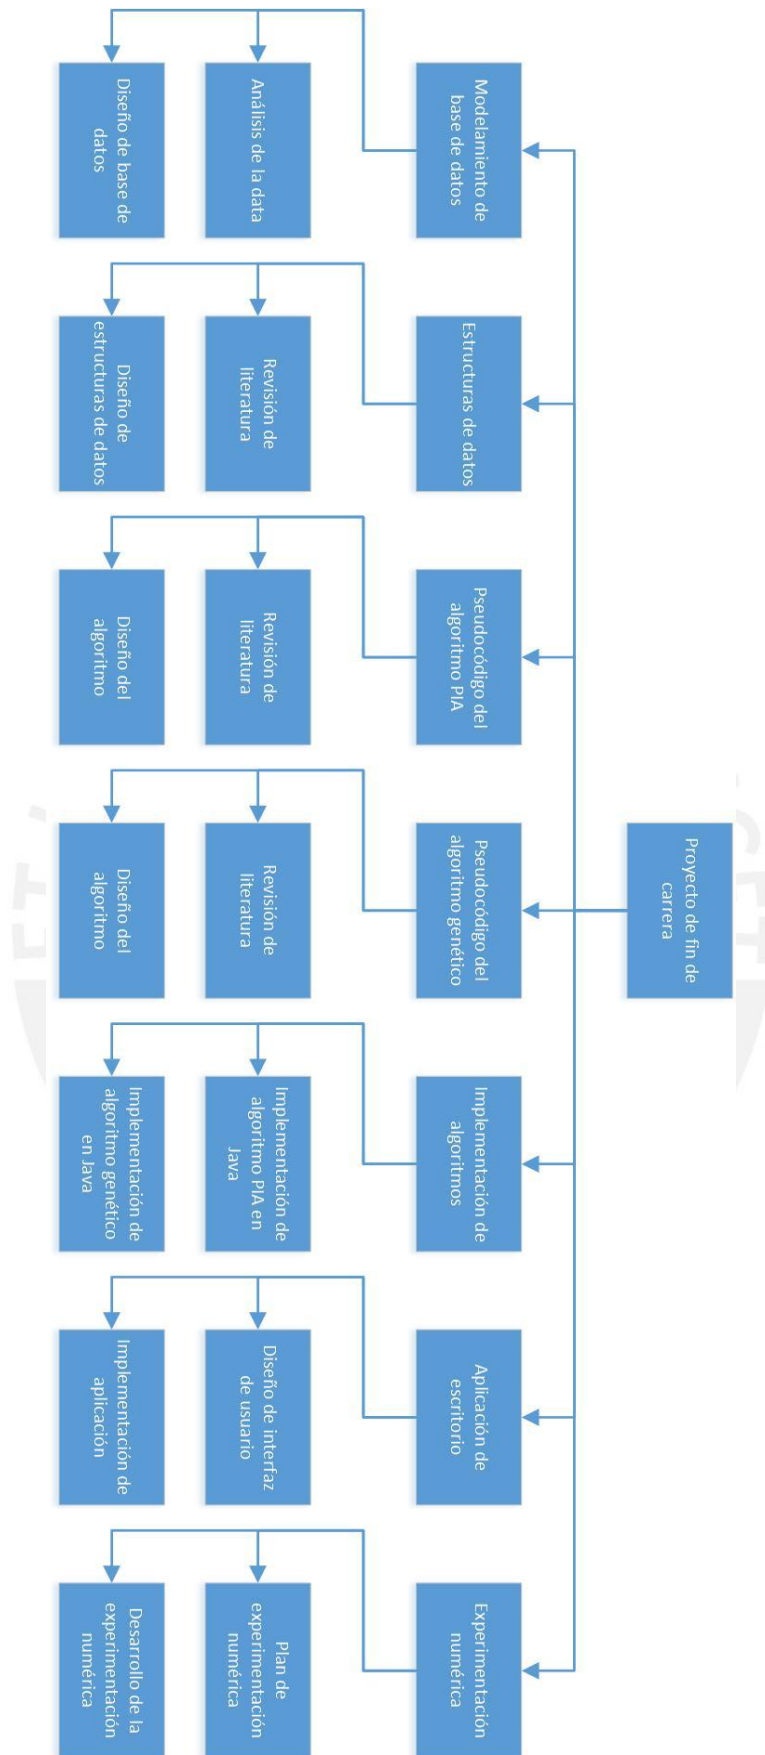 Proyecto de fin de
carrera
Modelamiento de
base de datos
Análisis de la data
Diseño de base de
datos
Estructuras de datos
Revisión de
literatura
Diseño de
estructuras de datos
Pseudocódigo del
algoritmo PIA
Revisión de
literatura
Diseño del
algoritmo
Pseudocódigo del
algoritmo genético
Revisión de
literatura
Diseño del
algoritmo
Implementación de
algoritmos
Implementación de
algoritmo PIA en
Java
Implementación de
algoritmo genético
en Java
Aplicación de
escritorio
Diseño de interfaz
de usuario
Implementación de
aplicación
Experimentación
numérica
Plan de
experimentación
numérica
Desarrollo de la
experimentación
numérica